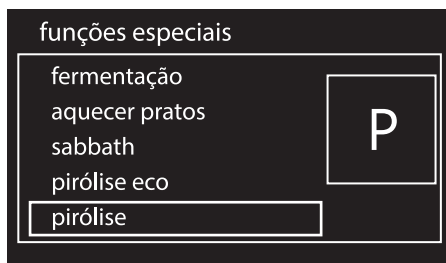 funções especiais
fermentação
aquecer pratos
sabbath
pirólise eco
pirólise
P